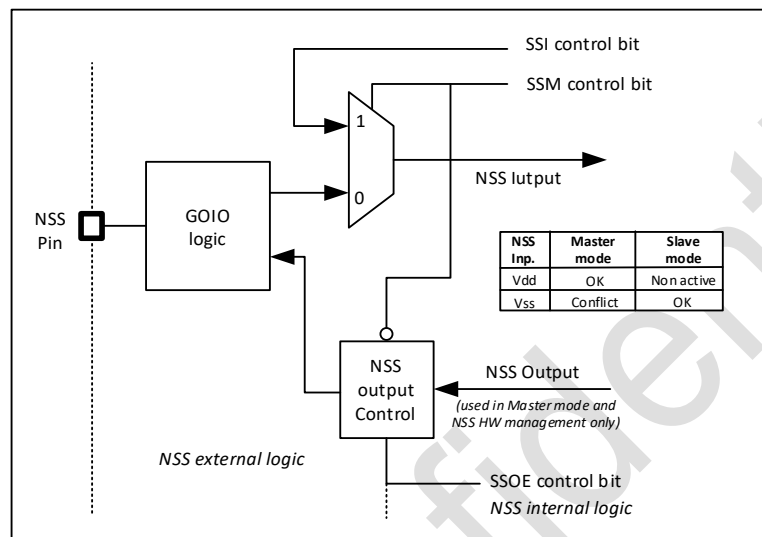 SSI control bit
SSM control bit
1
0
NSS Iutput
NSS
Pin
GOIO
logic
NSS Inp. Master mode Slave mode
Vdd OK Non active
Vss Conflict OK
NSS
output
Control
NSS Output
(used in Master mode and
NSS HW management only)
NSS external logic
SSOE control bit
NSS internal logic
fidenti